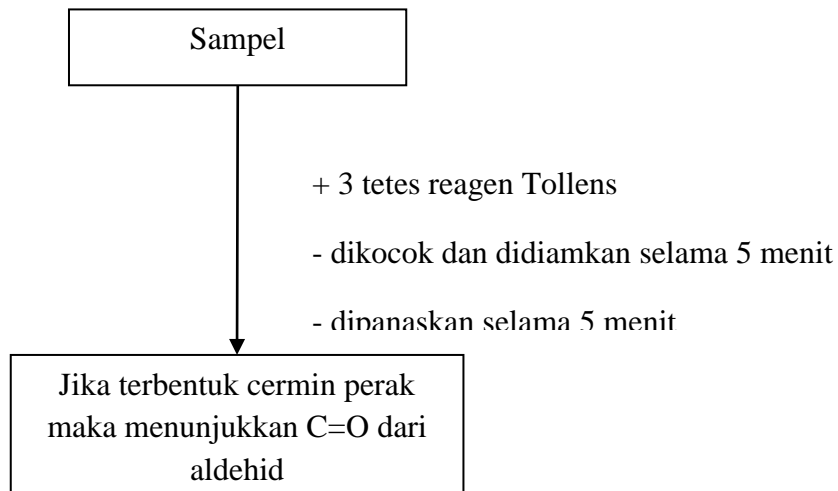 Sampel
+ 3 tetes reagen Tollens
- dikocok dan didiamkan selama 5 menit
- dipanaskan selama 5 menit
Jika terbentuk cermin perak
maka menunjukkan C=O dari
aldehid